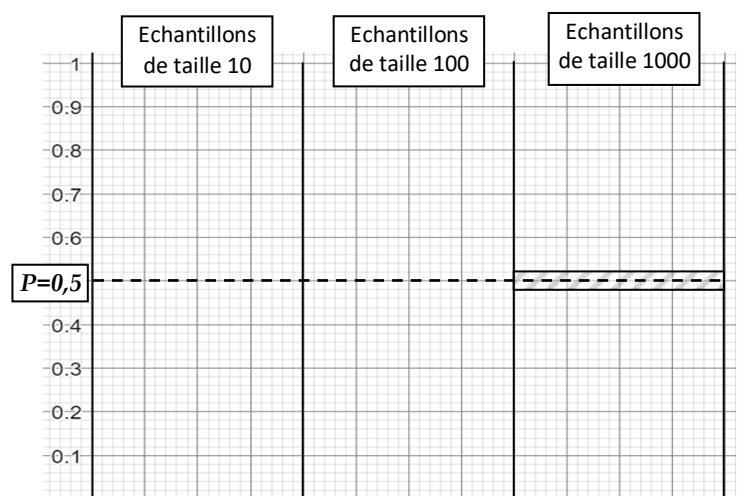 Echantillons
de taille 10
Echantillons
de taille 100
Echantillons
de taille 1000
1
0.9
0.8
0.7
0.6
P=0,5
0.4
0.3
0.2
0.1